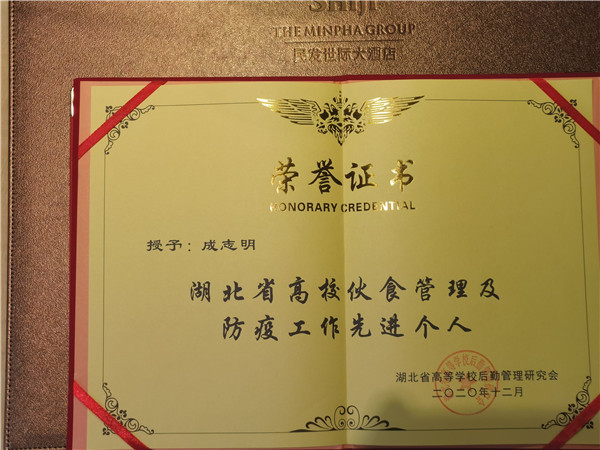 SHIJI
THE MINPHA GROUP
民发世际大酒店
荣誉证书
HONORARY CREDENTIAL
授予：成志明
湖北省高校伙食管理及
防疫工作先进个人
湖北省高等学校后勤管理研究会
二〇二〇年十二月